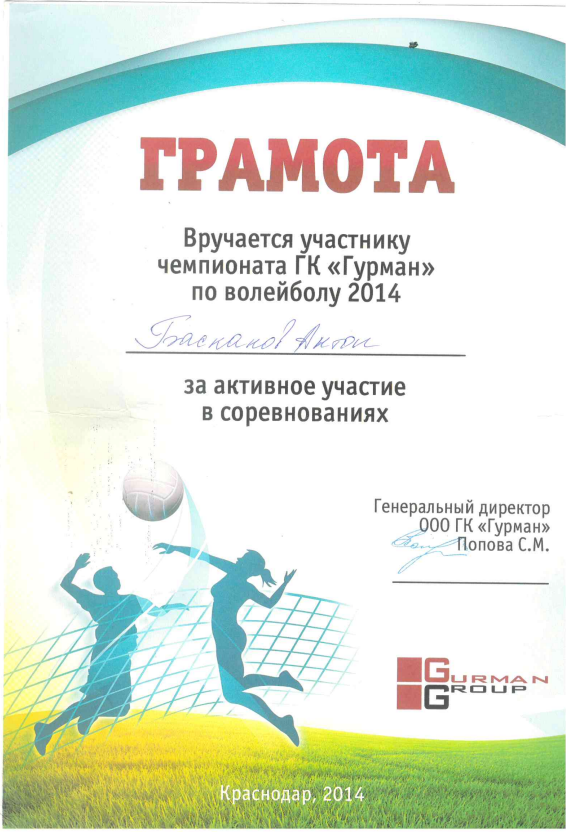 ГРАМОТА
Вручается участнику
чемпионата ГК «Гурман»
по волейболу 2014
Баскаков Антон
за активное участие
в соревнованиях
Генеральный директор
ООО ГК «Гурман»
Попова С.М.
GURMAN
GROUP
Краснодар, 2014